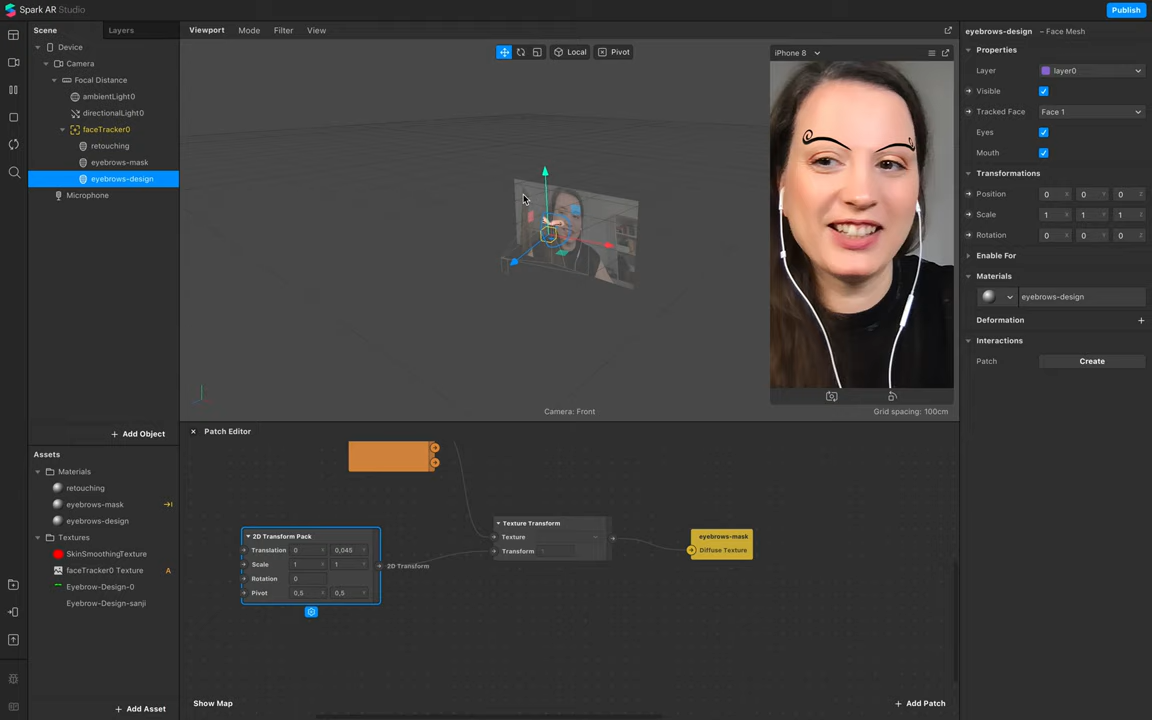 Spark AR Studio
Publish
Scene
Layers
Device
Camera
Focal Distance
ambientLight0
directionalLight0
faceTracker0
retouching
eyebrows-mask
eyebrows-design
Microphone
+ Add Object
Viewport
Mode
Filter
View
Local
Pivot
iPhone 8
Camera: Front
Grid spacing: 100cm
eyebrows-design – Face Mesh
Properties
Layer layer0
Visible
Tracked Face Face 1
Eyes
Mouth
Transformations
Position 0 X 0 Y 0 Z
Scale 1 X 1 Y 1 Z
Rotation 0 X 0 Y 0 Z
Enable For
Materials
eyebrows-design
Deformation +
Interactions
Patch Create
Assets
Materials
retouching
eyebrows-mask
eyebrows-design
Textures
SkinSmoothingTexture
faceTracker0 Texture A
Eyebrow-Design-0
Eyebrow-Design-sanji
+ Add Asset
Patch Editor
2D Transform Pack
Translation 0 X 0,045 Y
Scale 1 X 1 Y
Rotation 0
Pivot 0,5 X 0,5 Y
2D Transform
Texture Transform
Texture
Transform
eyebrows-mask
Diffuse Texture
Show Map
+ Add Patch